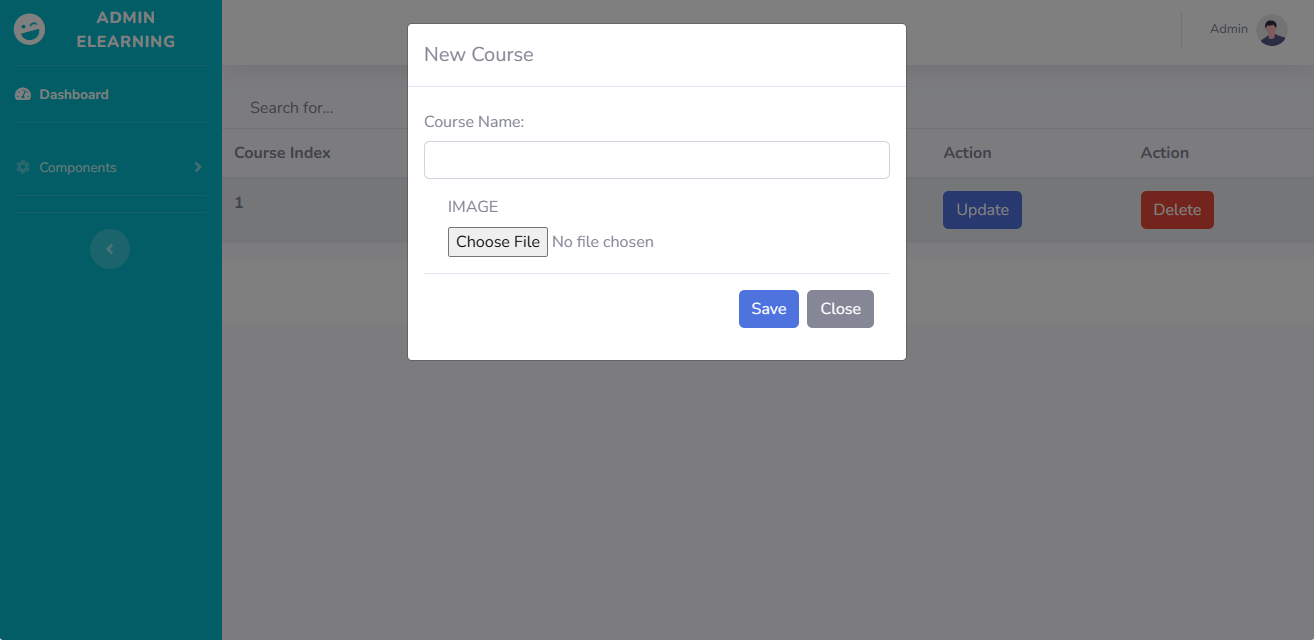 ADMIN
ELEARNING
Dashboard
Components
Admin
Search for...
Course Index
Action
Action
1
Update
Delete
New Course
Course Name:
IMAGE
Choose File No file chosen
Save
Close